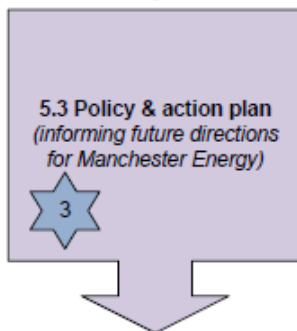 5.3 Policy & action plan
(informing future directions
for Manchester Energy)
3